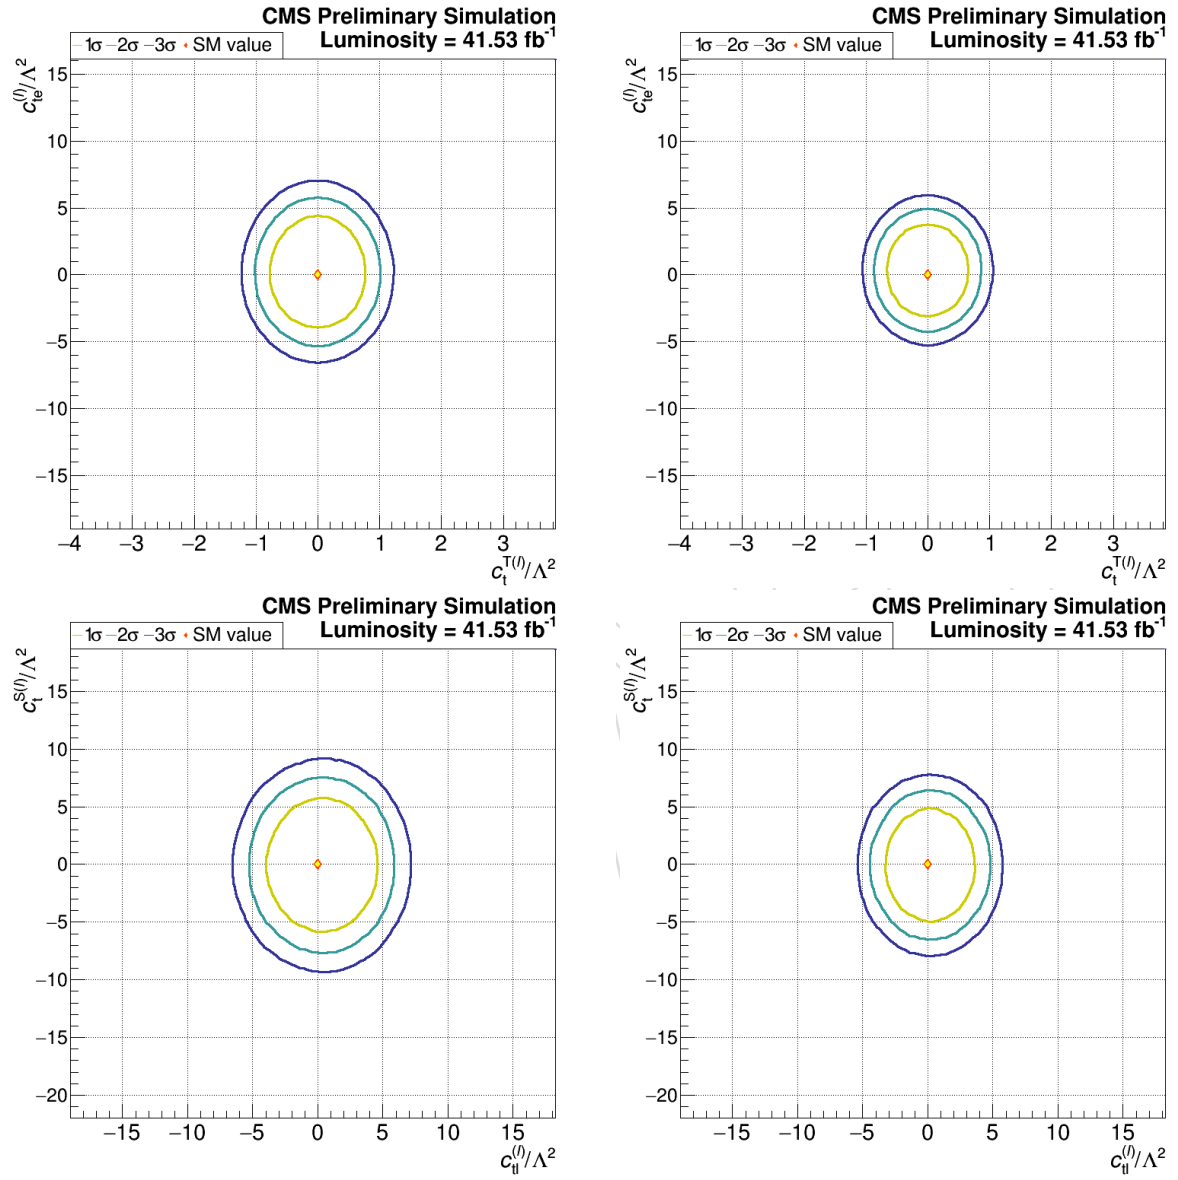 CMS Preliminary Simulation
Luminosity = 41.53 fb⁻¹
1σ −2σ −3σ SM value
c_te^(l)/Λ²
15
10
5
0
−5
−10
−15
−4 −3 −2 −1 0 1 2 3
c_t^T(l)/Λ²
CMS Preliminary Simulation
Luminosity = 41.53 fb⁻¹
1σ −2σ −3σ SM value
c_te^(l)/Λ²
15
10
5
0
−5
−10
−15
−4 −3 −2 −1 0 1 2 3
c_t^T(l)/Λ²
CMS Preliminary Simulation
Luminosity = 41.53 fb⁻¹
1σ −2σ −3σ SM value
c_t^S(l)/Λ²
15
10
5
0
−5
−10
−15
−20
−15 −10 −5 0 5 10 15
c_tl^(l)/Λ²
CMS Preliminary Simulation
Luminosity = 41.53 fb⁻¹
1σ −2σ −3σ SM value
c_t^S(l)/Λ²
15
10
5
0
−5
−10
−15
−20
−15 −10 −5 0 5 10 15
c_tl^(l)/Λ²